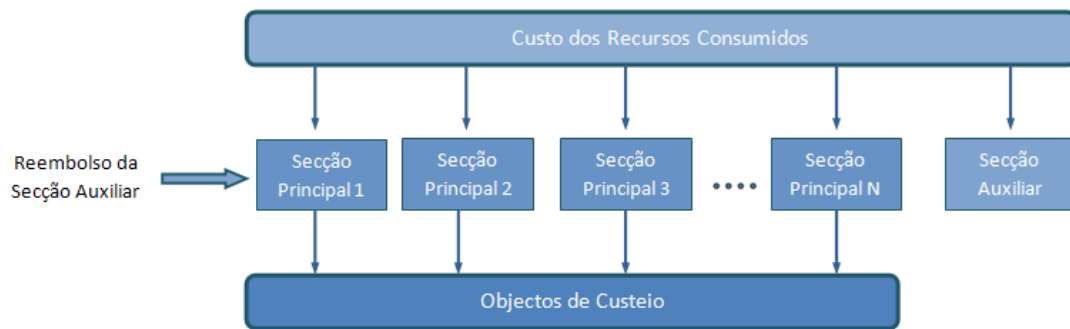 Custo dos Recursos Consumidos
Reembolso da
Secção Auxiliar
Secção
Principal 1
Secção
Principal 2
Secção
Principal 3
....
Secção
Principal N
Secção
Auxiliar
Objectos de Custeio